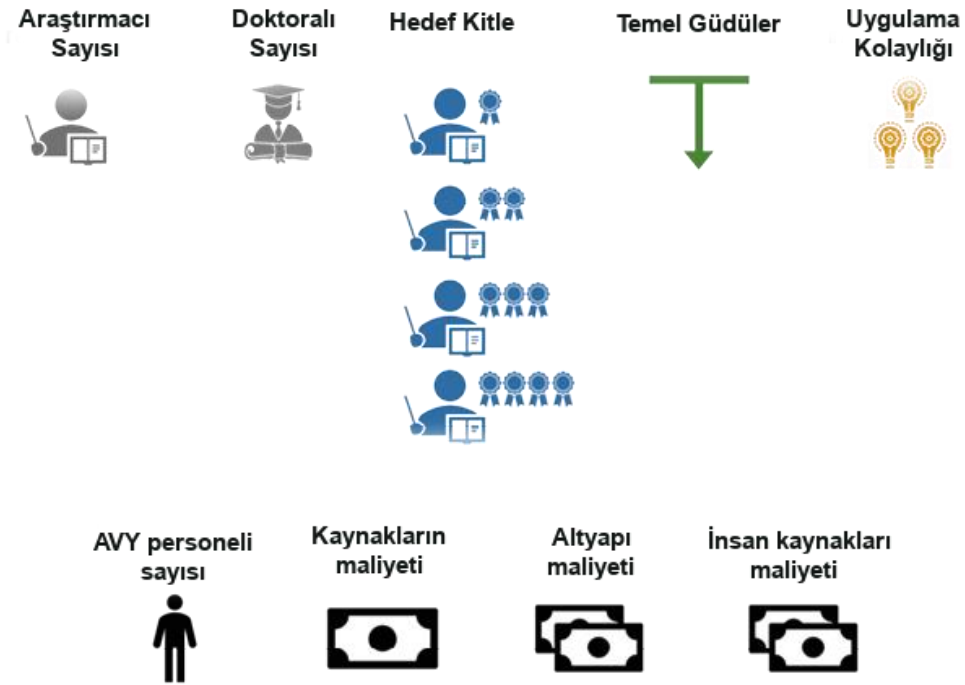 Araştırmacı
Sayısı
Doktoralı
Sayısı
Hedef Kitle
Temel Güdüler
Uygulama
Kolaylığı
AVY personeli
sayısı
Kaynakların
maliyeti
Altyapı
maliyeti
İnsan kaynakları
maliyeti